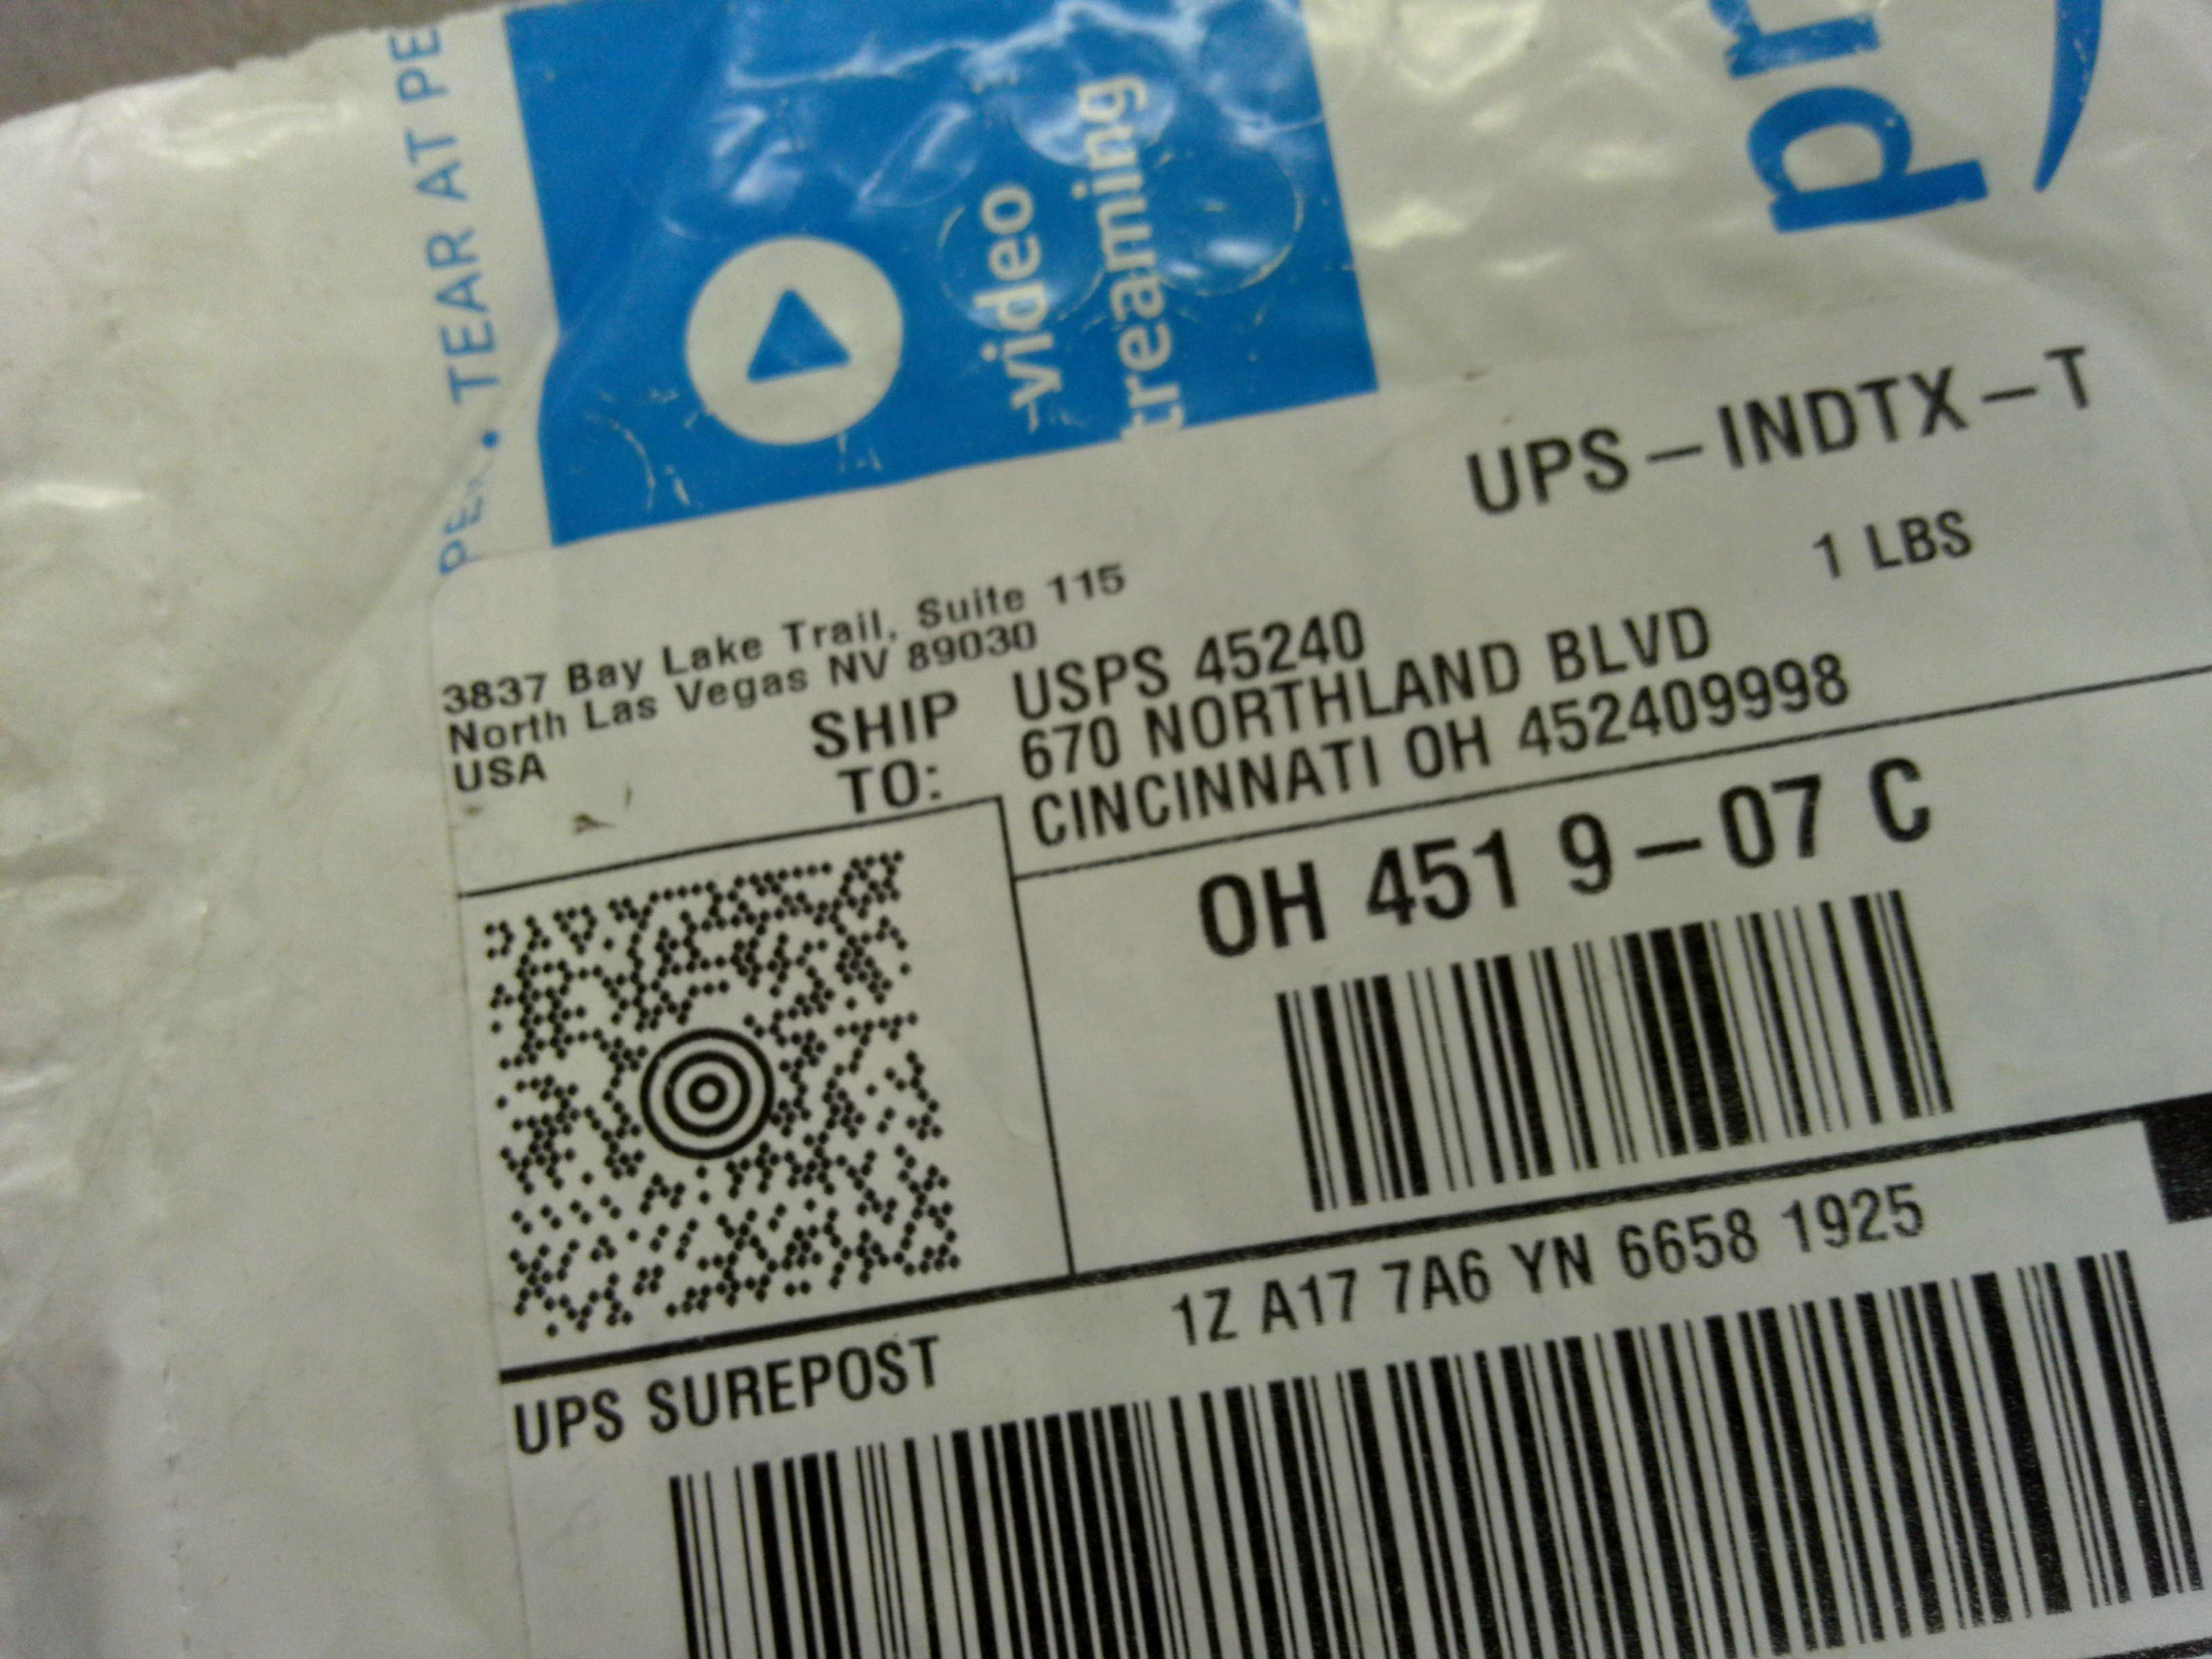 PE • TEAR AT PE
video
treaming
pr
UPS – INDTX – T
1 LBS
3837 Bay Lake Trail, Suite 115
North Las Vegas NV 89030
USA
SHIP
TO:
USPS 45240
670 NORTHLAND BLVD
CINCINNATI OH 452409998
OH 451 9 – 07 C
1Z A17 7A6 YN 6658 1925
UPS SUREPOST